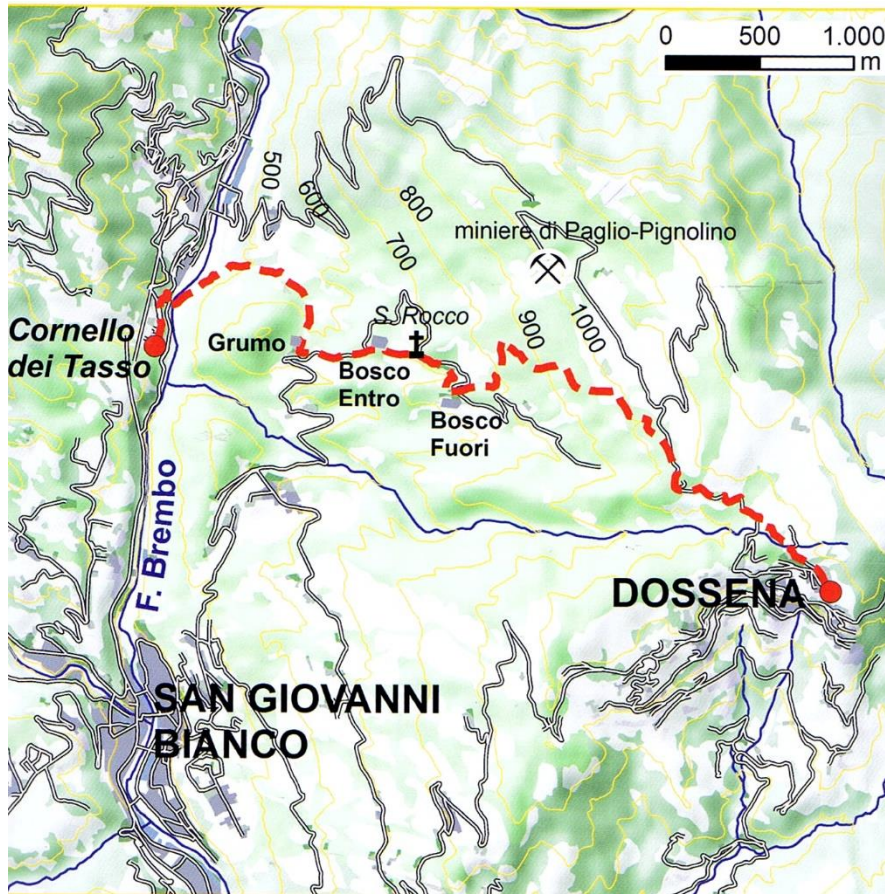 0 500 1.000
m
500
600
800
700
miniere di Paglio-Pignolino
900
1000
S. Rocco
Cornello
dei Tasso
Grumo
Bosco
Entro
Bosco
Fuori
F. Brembo
DOSSENA
SAN GIOVANNI
BIANCO